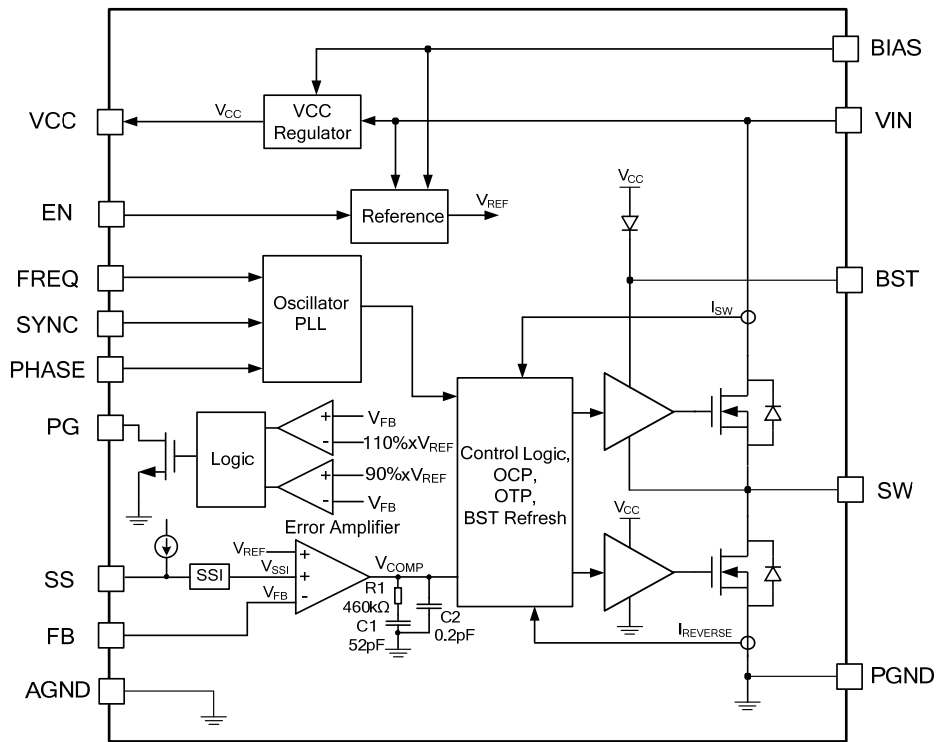 BIAS
VCC
VCC
VCC
Regulator
VIN
EN
Reference
VREF
VCC
FREQ
SYNC
PHASE
Oscillator
PLL
BST
ISW
PG
Logic
+
-
VFB
110%xVREF
+
-
90%xVREF
VFB
Control Logic,
OCP,
OTP,
BST Refresh
SW
VCC
Error Amplifier
SS
SSI
VREF
VSSI
VFB
+
+
-
VCOMP
R1
460kΩ
C1
52pF
C2
0.2pF
FB
IREVERSE
AGND
PGND